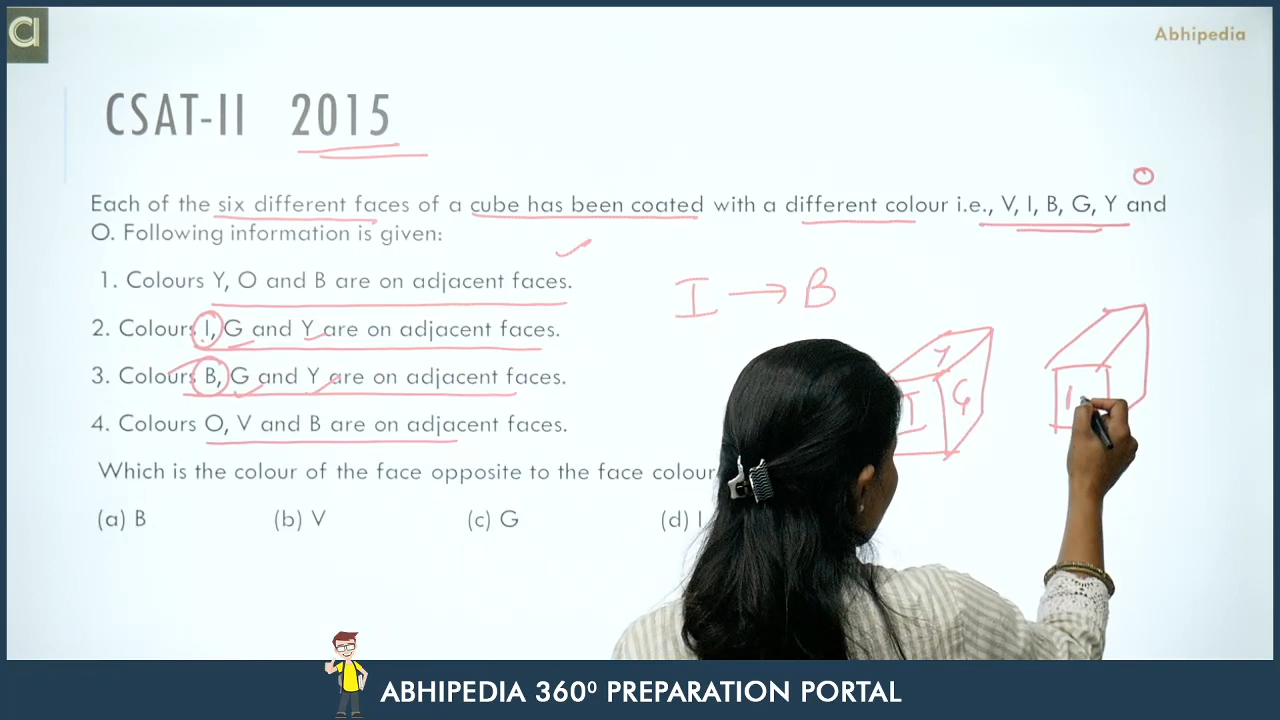 a
Abhipedia
CSAT-II 2015
O
Each of the six different faces of a cube has been coated with a different colour i.e., V, I, B, G, Y and
O. Following information is given:
1. Colours Y, O and B are on adjacent faces.
I → B
2. Colours I, G and Y are on adjacent faces.
Y
3. Colours B, G and Y are on adjacent faces.
I G
4. Colours O, V and B are on adjacent faces.
Which is the colour of the face opposite to the face colour
(a) B (b) V (c) G (d) I
ABHIPEDIA 360⁰ PREPARATION PORTAL